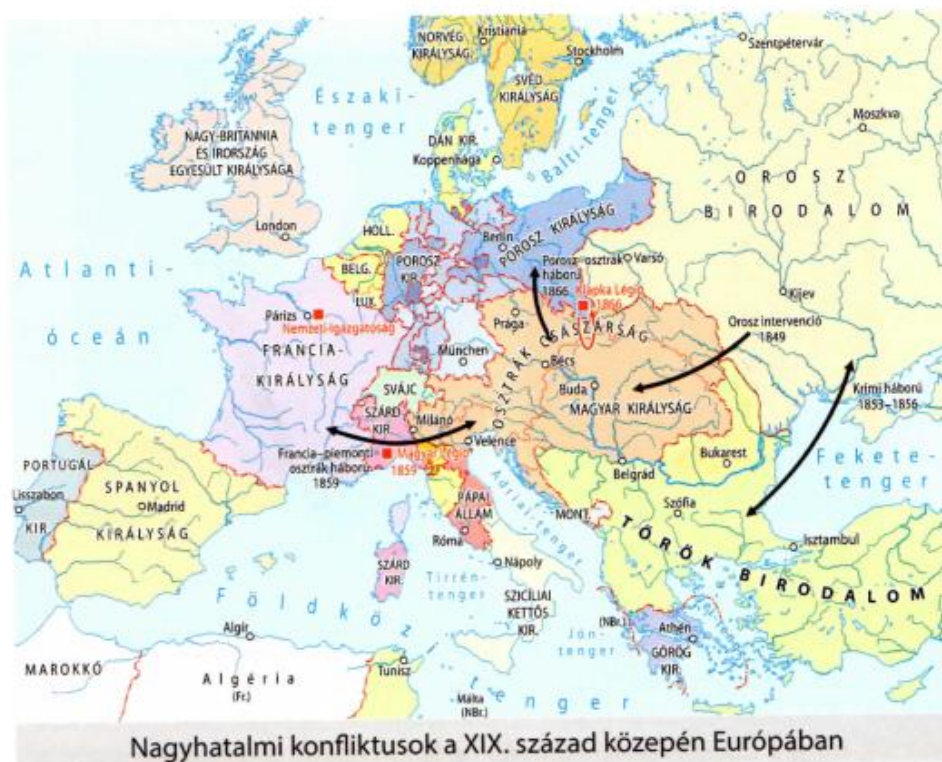 NORVÉG
KIRÁLYSÁG
Kristiánia
Stockholm
SVÉD
KIRÁLYSÁG
Szentpétervár
Moszkva
Északi-
tenger
Balti-tenger
DÁN KIR.
Koppenhága
NAGY-BRITANNIA
ÉS ÍRORSZÁG
EGYESÜLT KIRÁLYSÁGA
London
OROSZ
BIRODALOM
HOLL.
BELG.
LUX.
POROSZ
KIR.
Berlin
POROSZ KIRÁLYSÁG
Porosz-osztrák
háború
1866
Varsó
Klapka Légió
1866
Kijev
Atlanti-
óceán
Párizs
Nemzeti Igazgatóság
FRANCIA-
KIRÁLYSÁG
Prága
OSZTRÁK CSÁSZÁRSÁG
Orosz intervenció
1849
München
Bécs
Buda
MAGYAR KIRÁLYSÁG
Krími háború
1853–1856
SVÁJC
SZÁRD
KIR.
Milánó
Velence
Francia–piemonti–
osztrák háború
1859
Magyar Légió
1859
Belgrád
Bukarest
Fekete-
tenger
PORTUGÁL
KIR.
Lisszabon
SPANYOL
KIRÁLYSÁG
Madrid
PÁPAI
ÁLLAM
Róma
Adriai-tenger
MONT.
Szófia
Isztambul
TÖRÖK BIRODALOM
SZÁRD
KIR.
Tirrén-
tenger
Nápoly
SZICÍLIAI
KETTŐS
KIR.
Jón-
tenger
(NBr.)
Athén
GÖRÖG
KIR.
Földköz
tenger
Algír
Tunisz
MAROKKÓ
Algéria
(Fr.)
Málta
(NBr.)
Nagyhatalmi konfliktusok a XIX. század közepén Európában